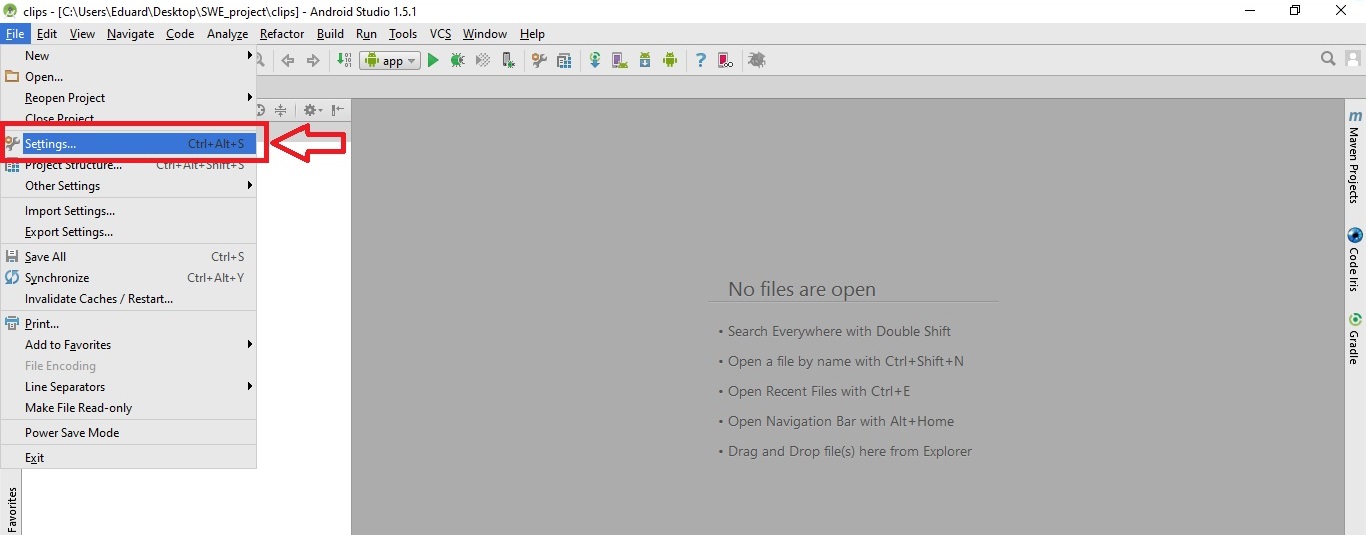 clips - [C:\Users\Eduard\Desktop\SWE_project\clips] - Android Studio 1.5.1
File Edit View Navigate Code Analyze Refactor Build Run Tools VCS Window Help
New
Open...
Reopen Project
Close Project
Settings... Ctrl+Alt+S
Project Structure... Ctrl+Alt+Shift+S
Other Settings
Import Settings...
Export Settings...
Save All Ctrl+S
Synchronize Ctrl+Alt+Y
Invalidate Caches / Restart...
Print...
Add to Favorites
File Encoding
Line Separators
Make File Read-only
Power Save Mode
Exit
Favorites
app
No files are open
• Search Everywhere with Double Shift
• Open a file by name with Ctrl+Shift+N
• Open Recent Files with Ctrl+E
• Open Navigation Bar with Alt+Home
• Drag and Drop file(s) here from Explorer
m
Maven Projects
Code Iris
Gradle